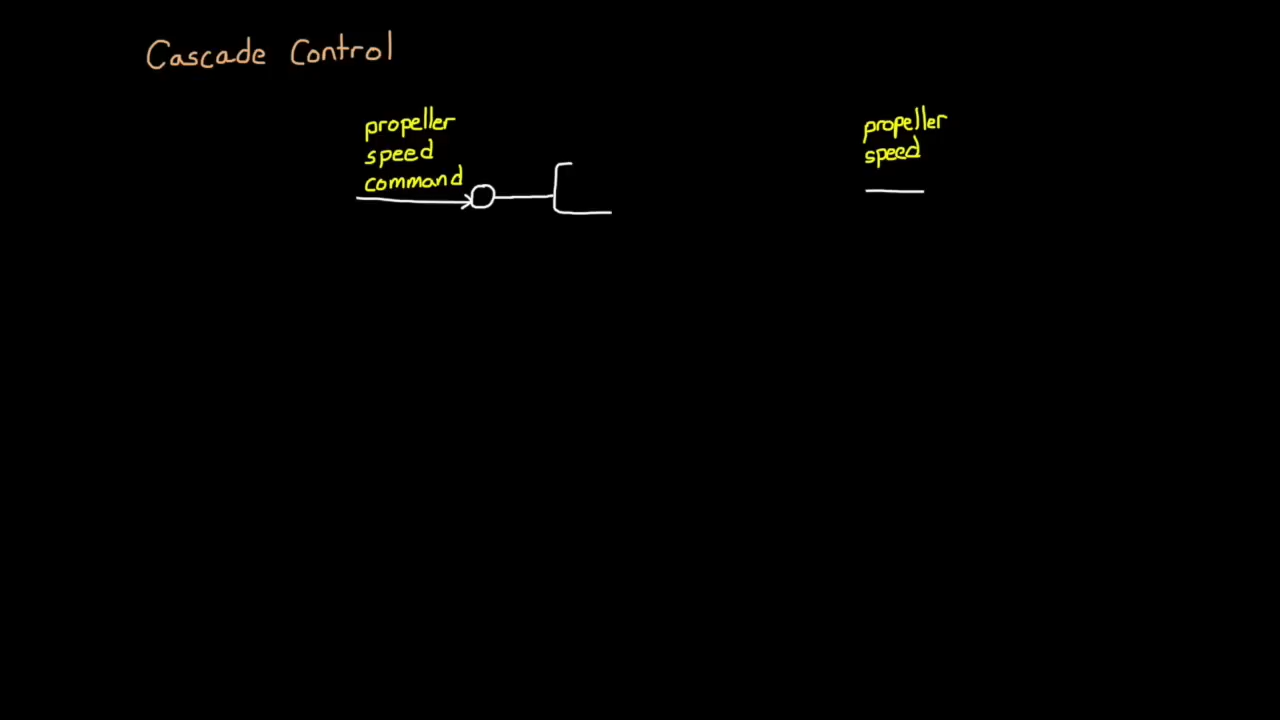 Cascade Control
propeller
speed
command
propeller
speed